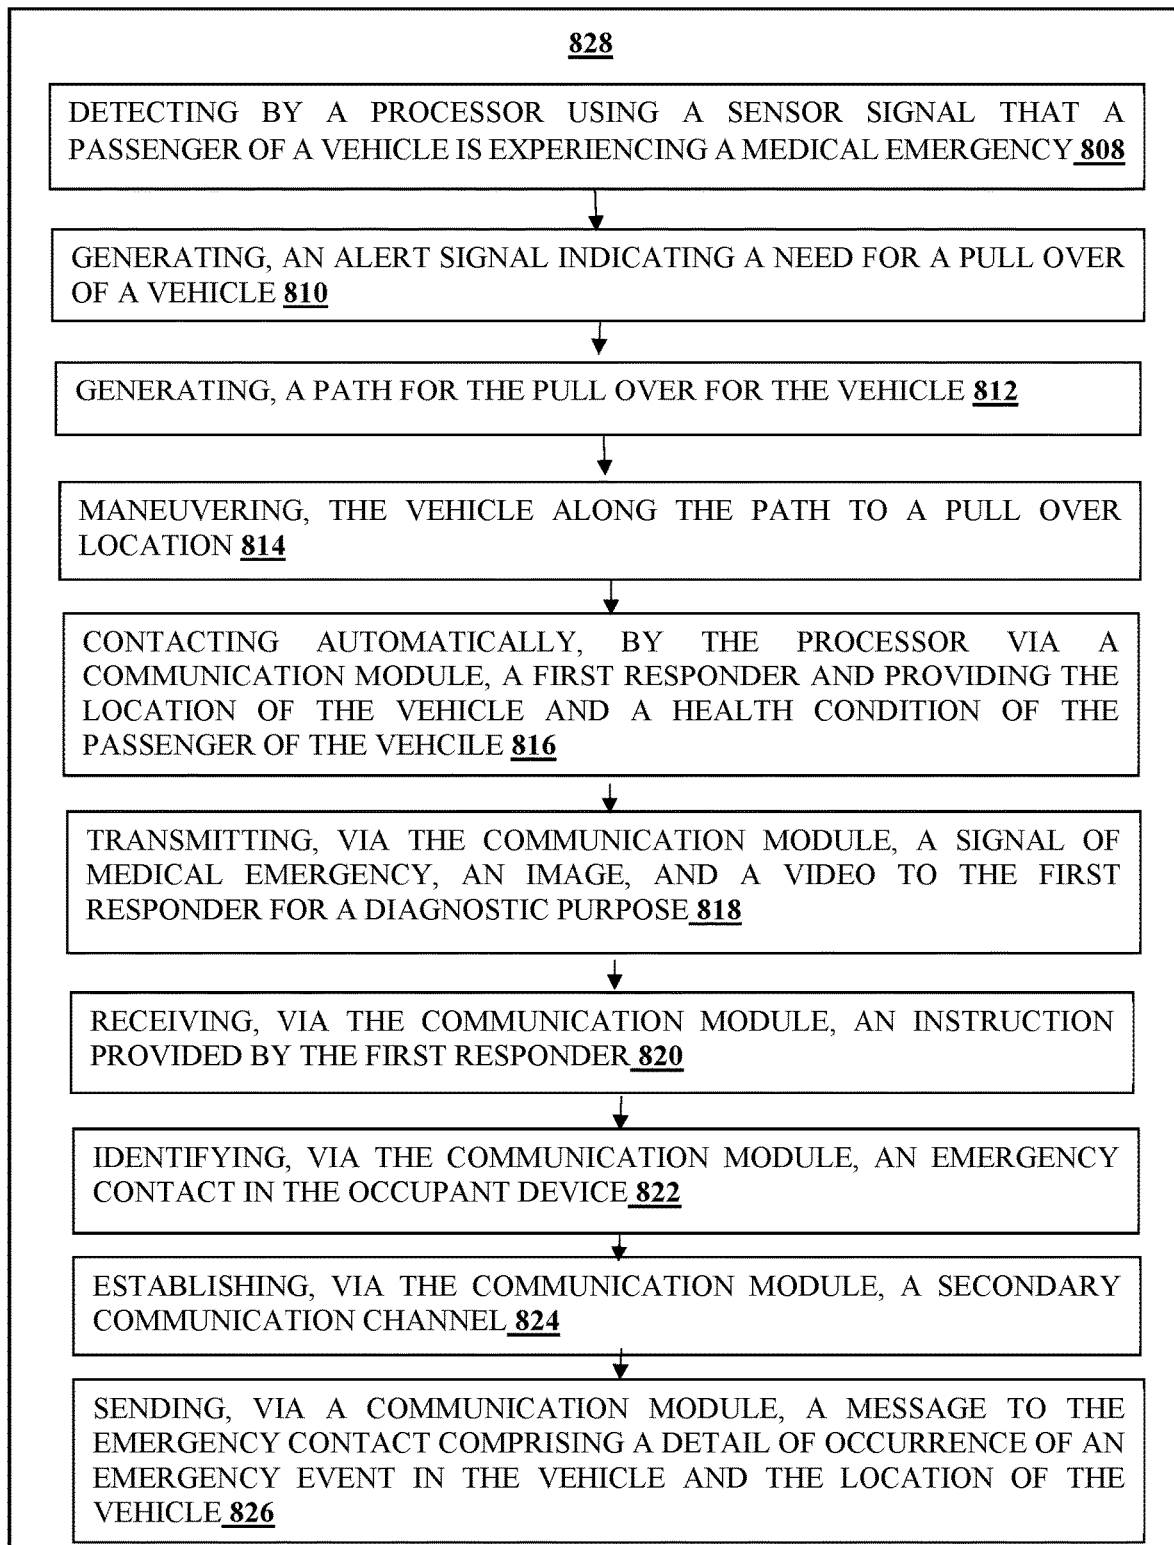 828
DETECTING BY A PROCESSOR USING A SENSOR SIGNAL THAT A
PASSENGER OF A VEHICLE IS EXPERIENCING A MEDICAL EMERGENCY 808
GENERATING, AN ALERT SIGNAL INDICATING A NEED FOR A PULL OVER
OF A VEHICLE 810
GENERATING, A PATH FOR THE PULL OVER FOR THE VEHICLE 812
MANEUVERING, THE VEHICLE ALONG THE PATH TO A PULL OVER
LOCATION 814
CONTACTING AUTOMATICALLY, BY THE PROCESSOR VIA A
COMMUNICATION MODULE, A FIRST RESPONDER AND PROVIDING THE
LOCATION OF THE VEHICLE AND A HEALTH CONDITION OF THE
PASSENGER OF THE VEHCILE 816
TRANSMITTING, VIA THE COMMUNICATION MODULE, A SIGNAL OF
MEDICAL EMERGENCY, AN IMAGE, AND A VIDEO TO THE FIRST
RESPONDER FOR A DIAGNOSTIC PURPOSE 818
RECEIVING, VIA THE COMMUNICATION MODULE, AN INSTRUCTION
PROVIDED BY THE FIRST RESPONDER 820
IDENTIFYING, VIA THE COMMUNICATION MODULE, AN EMERGENCY
CONTACT IN THE OCCUPANT DEVICE 822
ESTABLISHING, VIA THE COMMUNICATION MODULE, A SECONDARY
COMMUNICATION CHANNEL 824
SENDING, VIA A COMMUNICATION MODULE, A MESSAGE TO THE
EMERGENCY CONTACT COMPRISING A DETAIL OF OCCURRENCE OF AN
EMERGENCY EVENT IN THE VEHICLE AND THE LOCATION OF THE
VEHICLE 826